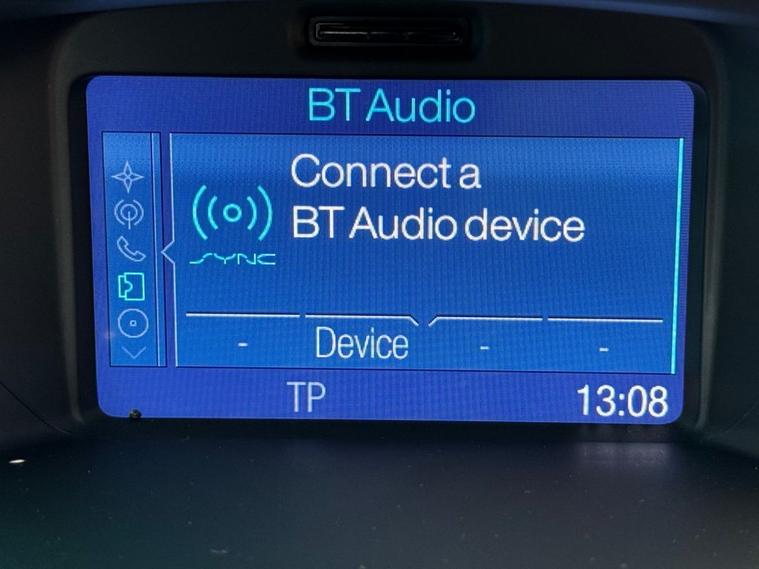 BT Audio
Connect a
BT Audio device
SYNC
- Device - -
TP 13:08